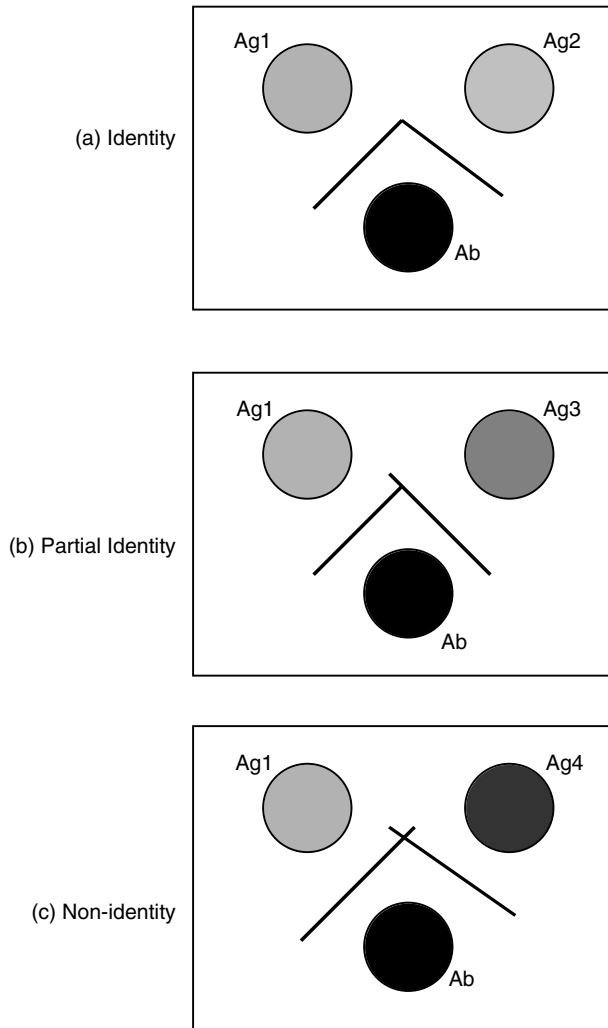 Ag1
Ag2
(a) Identity
Ab
Ag1
Ag3
(b) Partial Identity
Ab
Ag1
Ag4
(c) Non-identity
Ab